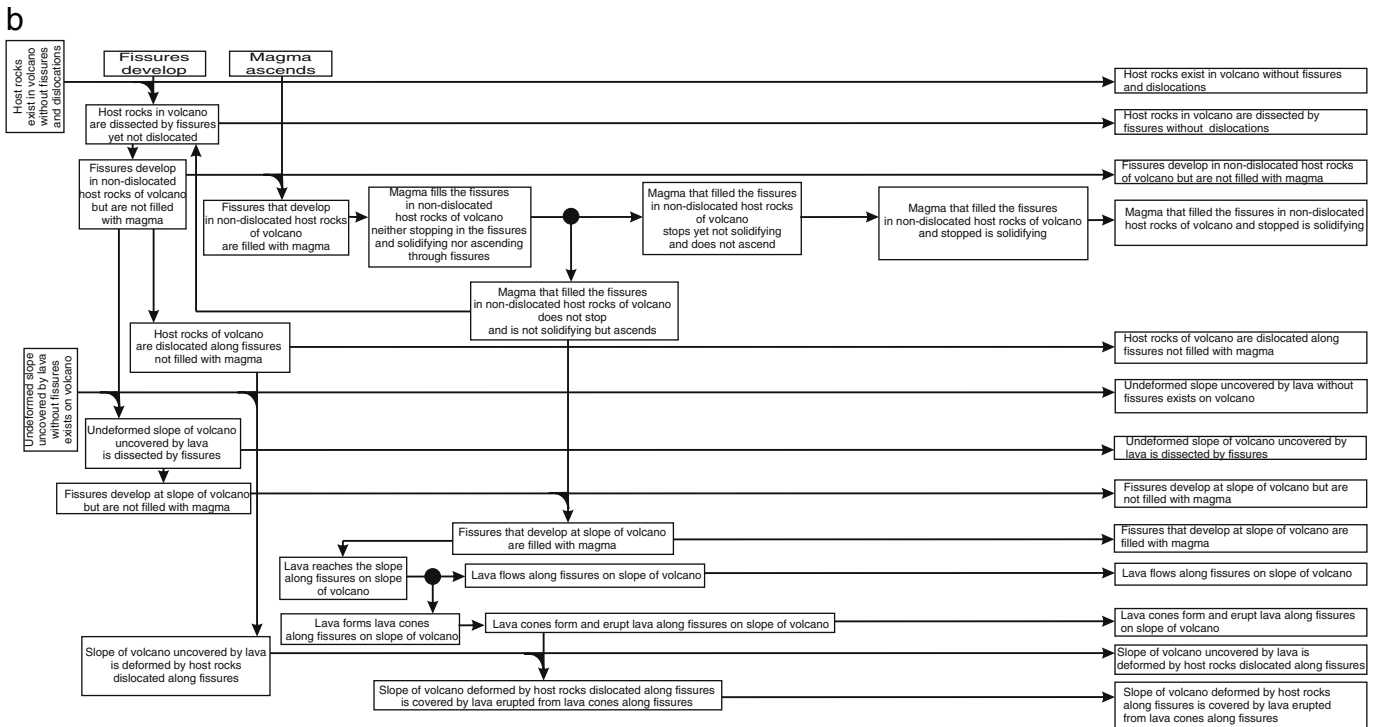 b
Host rocks
exist in volcano
without fissures
and dislocations
Fissures
develop
Magma
ascends
Host rocks exist in volcano without fissures
and dislocations
Host rocks in volcano
are dissected by fissures
yet not dislocated
Host rocks in volcano are dissected by
fissures without dislocations
Fissures develop
in non-dislocated
host rocks of volcano
but are not filled
with magma
Fissures develop in non-dislocated host rocks
of volcano but are not filled with magma
Fissures that develop
in non-dislocated host rocks
of volcano
are filled with magma
Magma fills the fissures
in non-dislocated
host rocks of volcano
neither stopping in the fissures
and solidifying nor ascending
through fissures
Magma that filled the fissures
in non-dislocated host rocks
of volcano
stops yet not solidifying
and does not ascend
Magma that filled the fissures
in non-dislocated host rocks of volcano
and stopped is solidifying
Magma that filled the fissures in non-dislocated
host rocks of volcano and stopped is solidifying
Magma that filled the fissures
in non-dislocated host rocks of volcano
does not stop
and is not solidifying but ascends
Host rocks of volcano
are dislocated along fissures
not filled with magma
Host rocks of volcano are dislocated along
fissures not filled with magma
Undeformed slope
uncovered by lava
without fissures
exists on volcano
Undeformed slope uncovered by lava without
fissures exists on volcano
Undeformed slope of volcano
uncovered by lava
is dissected by fissures
Undeformed slope of volcano uncovered by
lava is dissected by fissures
Fissures develop at slope of volcano
but are not filled with magma
Fissures develop at slope of volcano but are
not filled with magma
Fissures that develop at slope of volcano
are filled with magma
Fissures that develop at slope of volcano are
filled with magma
Lava reaches the slope
along fissures on slope
of volcano
Lava flows along fissures on slope of volcano
Lava flows along fissures on slope of volcano
Lava forms lava cones
along fissures on slope of volcano
Lava cones form and erupt lava along fissures on slope of volcano
Lava cones form and erupt lava along fissures
on slope of volcano
Slope of volcano uncovered by lava
is deformed by host rocks
dislocated along fissures
Slope of volcano uncovered by lava is
deformed by host rocks dislocated along fissures
Slope of volcano deformed by host rocks dislocated along fissures
is covered by lava erupted from lava cones along fissures
Slope of volcano deformed by host rocks
along fissures is covered by lava erupted
from lava cones along fissures